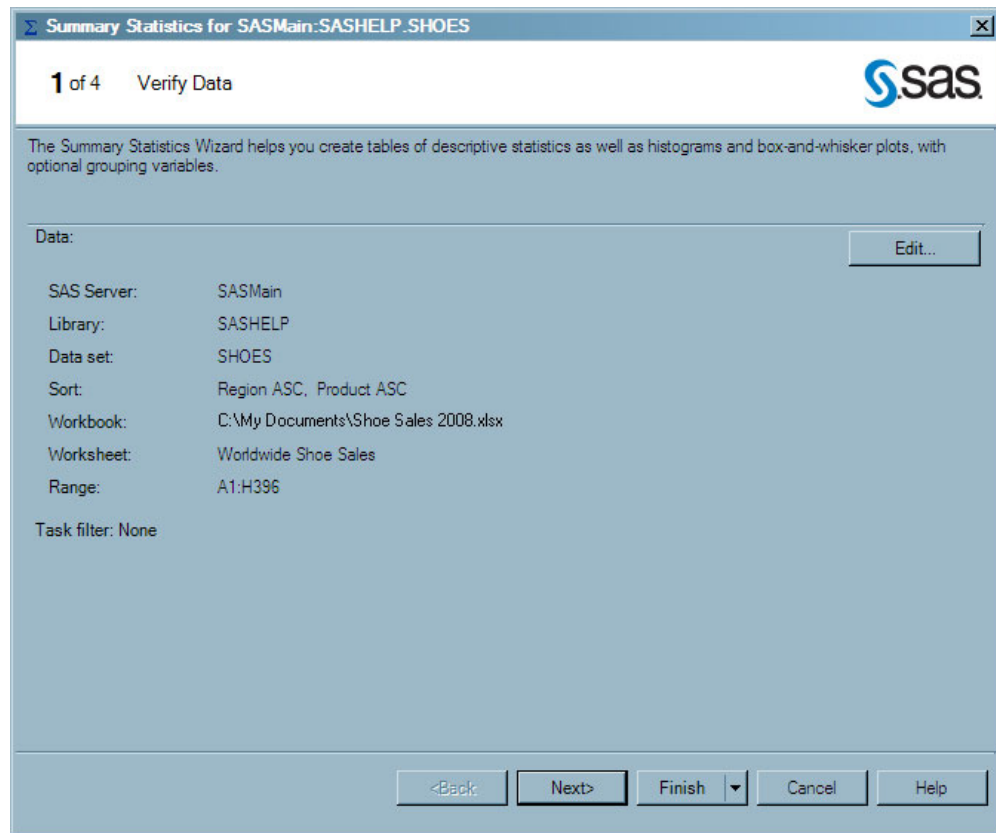 Σ Summary Statistics for SASMain:SASHELP.SHOES
1 of 4 Verify Data
sas
The Summary Statistics Wizard helps you create tables of descriptive statistics as well as histograms and box-and-whisker plots, with
optional grouping variables.
Data:
Edit...
SAS Server: SASMain
Library: SASHELP
Data set: SHOES
Sort: Region ASC, Product ASC
Workbook: C:\My Documents\Shoe Sales 2008.xlsx
Worksheet: Worldwide Shoe Sales
Range: A1:H396
Task filter: None
<Back Next> Finish Cancel Help